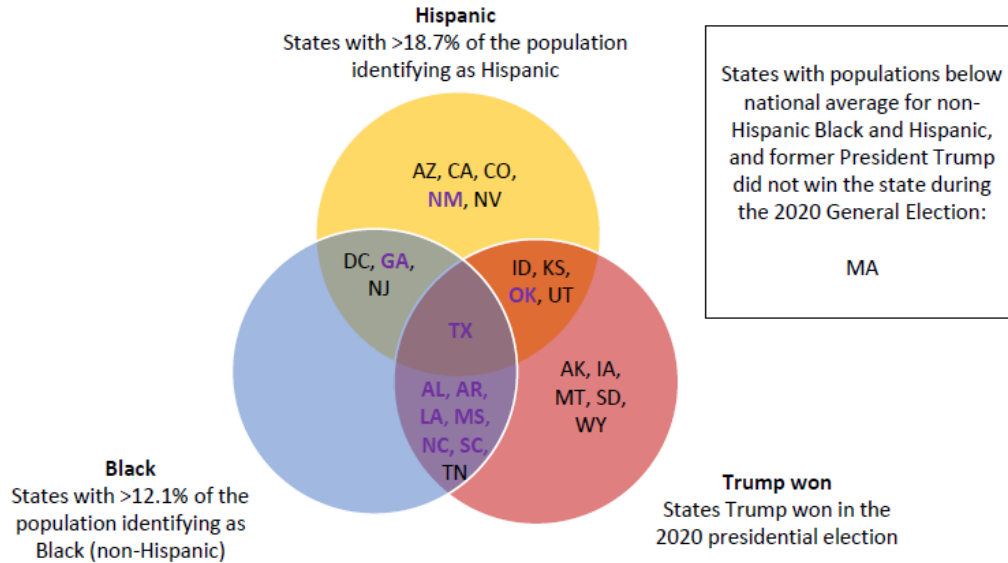 Hispanic
States with >18.7% of the population
identifying as Hispanic
States with populations below
national average for non-
Hispanic Black and Hispanic,
and former President Trump
did not win the state during
the 2020 General Election:
MA
AZ, CA, CO,
NM, NV
DC, GA,
NJ
ID, KS,
OK, UT
TX
AL, AR,
LA, MS,
NC, SC,
TN
AK, IA,
MT, SD,
WY
Black
States with >12.1% of the
population identifying as
Black (non-Hispanic)
Trump won
States Trump won in the
2020 presidential election